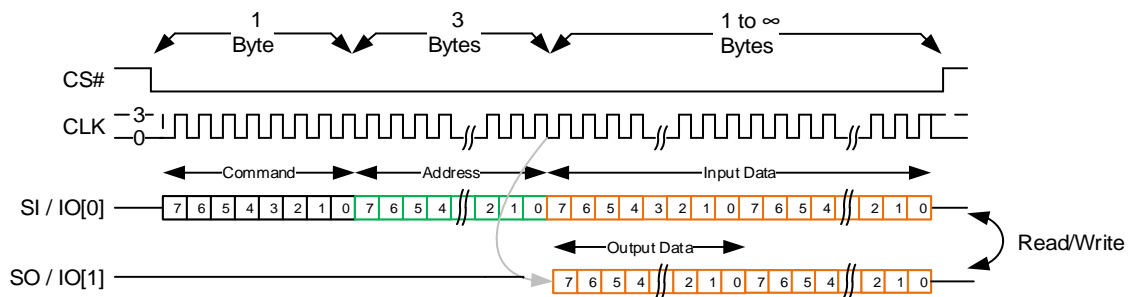 1 Byte 3 Bytes 1 to ∞ Bytes
CS#
3
CLK
0
Command Address Input Data
SI / IO[0] 7 6 5 4 3 2 1 0 7 6 5 4 2 1 0 7 6 5 4 3 2 1 0 7 6 5 4 2 1 0
Output Data
Read/Write
SO / IO[1] 7 6 5 4 2 1 0 7 6 5 4 2 1 0